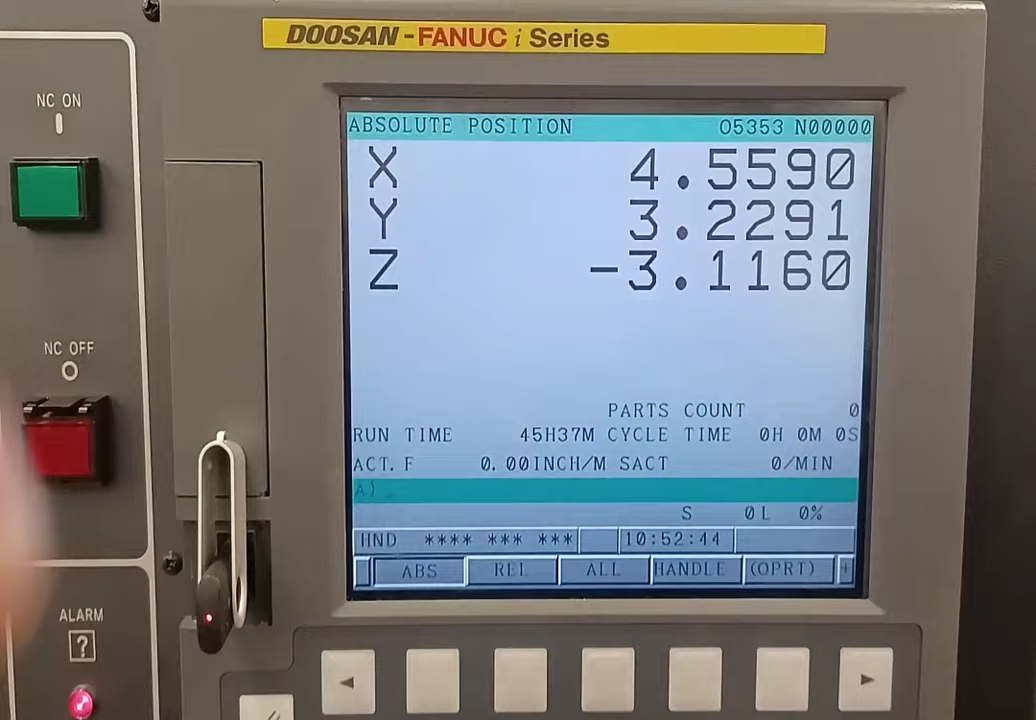 DOOSAN-FANUC i Series
NC ON
ABSOLUTE POSITION O5353 N00000
X 4.5590
Y 3.2291
Z -3.1160
NC OFF
PARTS COUNT 0
RUN TIME 45H37M CYCLE TIME 0H 0M 0S
ACT.F 0.00INCH/M SACT 0/MIN
A)_
S 0L 0%
HND **** *** *** 10:52:44
ABS REL ALL HANDLE (OPRT) +
ALARM
?